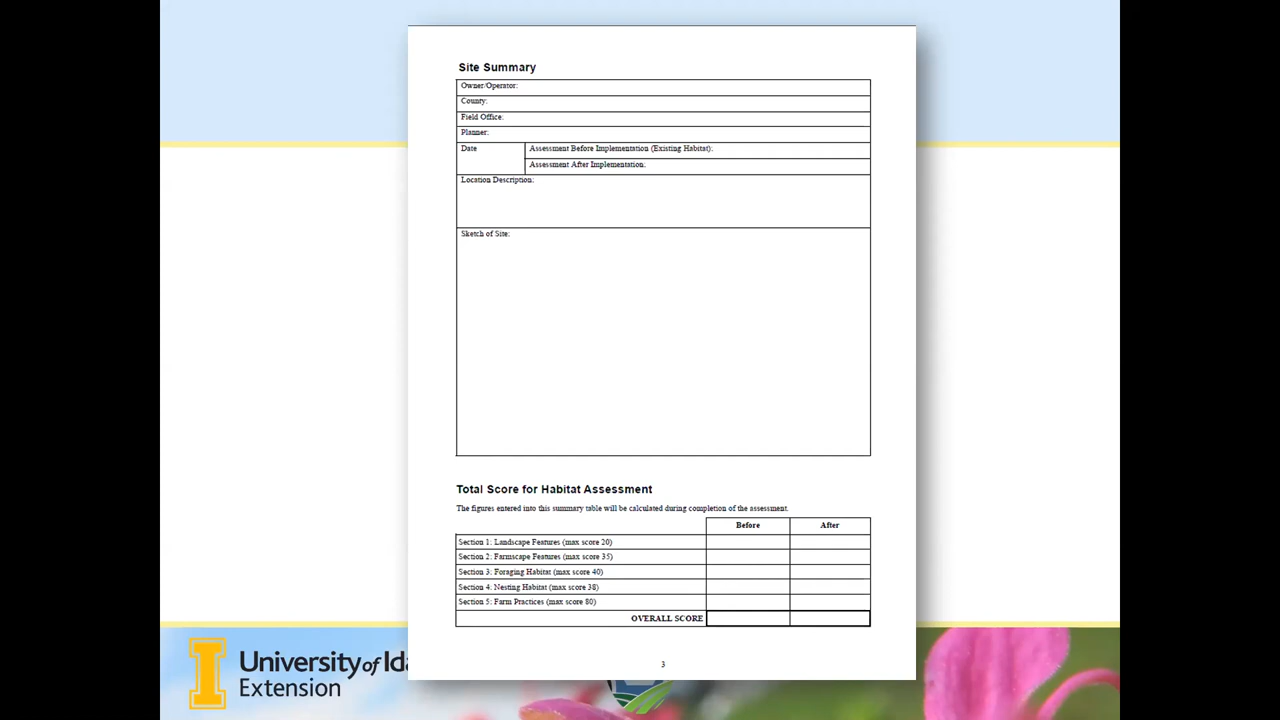 Site Summary
Owner/Operator:
County:
Field Office:
Planner:
Date
Assessment Before Implementation (Existing Habitat):
Assessment After Implementation:
Location Description:
Sketch of Site:
Total Score for Habitat Assessment
The figures entered into this summary table will be calculated during completion of the assessment.
Before After
Section 1: Landscape Features (max score 20)
Section 2: Farmscape Features (max score 35)
Section 3: Foraging Habitat (max score 40)
Section 4: Nesting Habitat (max score 38)
Section 5: Farm Practices (max score 80)
OVERALL SCORE
3
I University of Ida
Extension